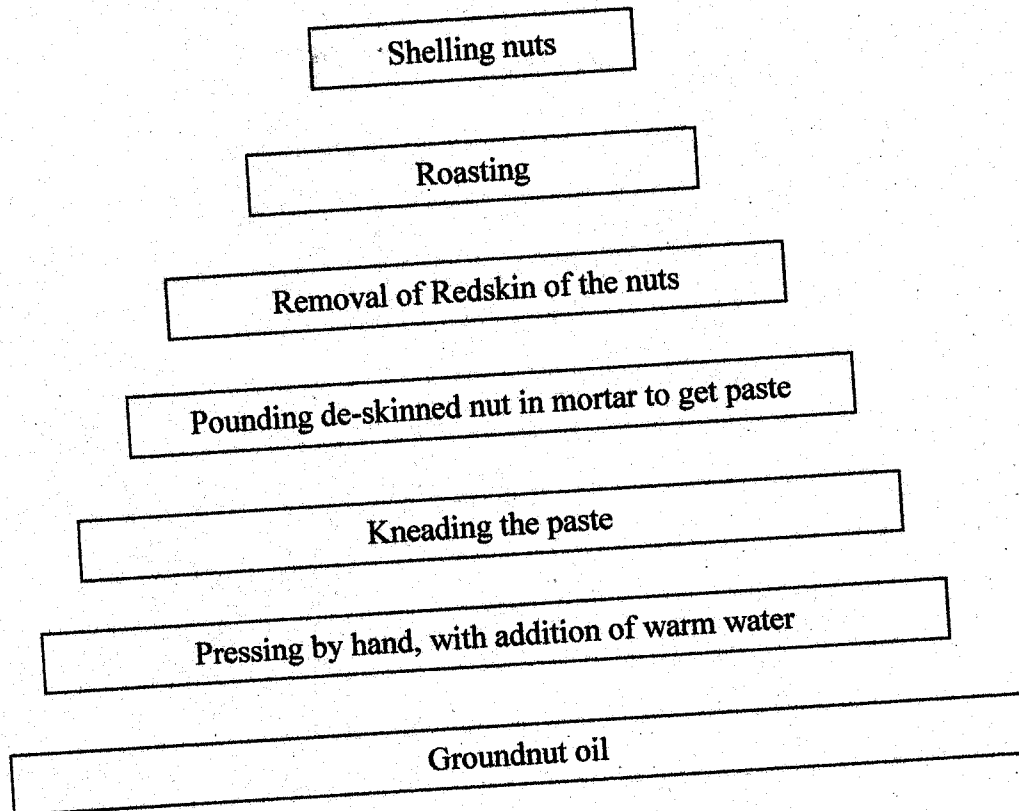 Shelling nuts
Roasting
Removal of Redskin of the nuts
Pounding de-skinned nut in mortar to get paste
Kneading the paste
Pressing by hand, with addition of warm water
Groundnut oil